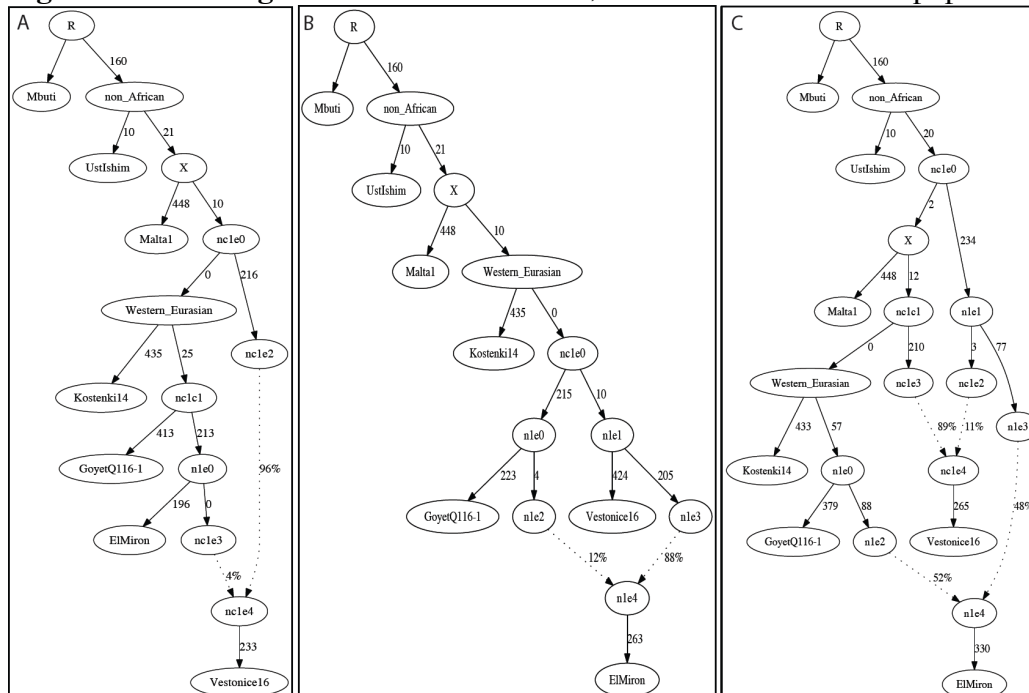 A
R
160
Mbuti
non_African
10
21
UstIshim
X
448
10
Malta1
nc1e0
0
216
Western_Eurasian
nc1e2
435
25
Kostenki14
nc1c1
413
213
GoyetQ116-1
n1e0
96%
196
0
ElMiron
nc1e3
4%
nc1e4
233
Vestonice16
B
R
160
Mbuti
non_African
10
21
UstIshim
X
448
10
Malta1
Western_Eurasian
435
0
Kostenki14
nc1e0
215
10
n1e0
n1e1
223
4
424
205
GoyetQ116-1
n1e2
Vestonice16
n1e3
12%
88%
n1e4
263
ElMiron
C
R
160
Mbuti
non_African
10
20
UstIshim
nc1e0
2
234
X
448
12
Malta1
nc1c1
n1e1
0
210
3
77
Western_Eurasian
nc1e3
nc1e2
n1e3
433
57
89%
11%
Kostenki14
n1e0
nc1e4
379
88
265
48%
GoyetQ116-1
n1e2
Vestonice16
52%
n1e4
330
ElMiron